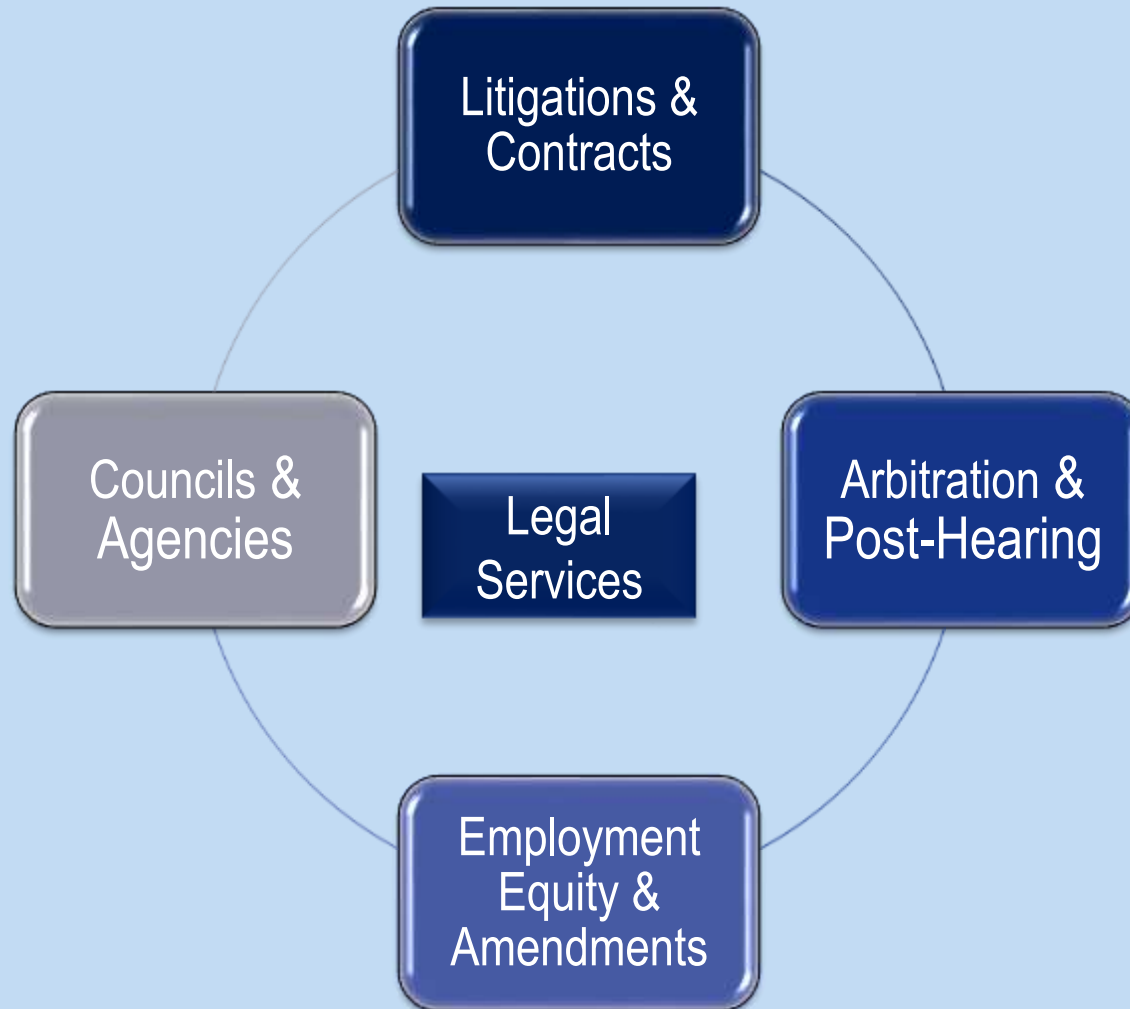 Litigations &
Contracts
Councils &
Agencies
Legal
Services
Arbitration &
Post-Hearing
Employment
Equity &
Amendments